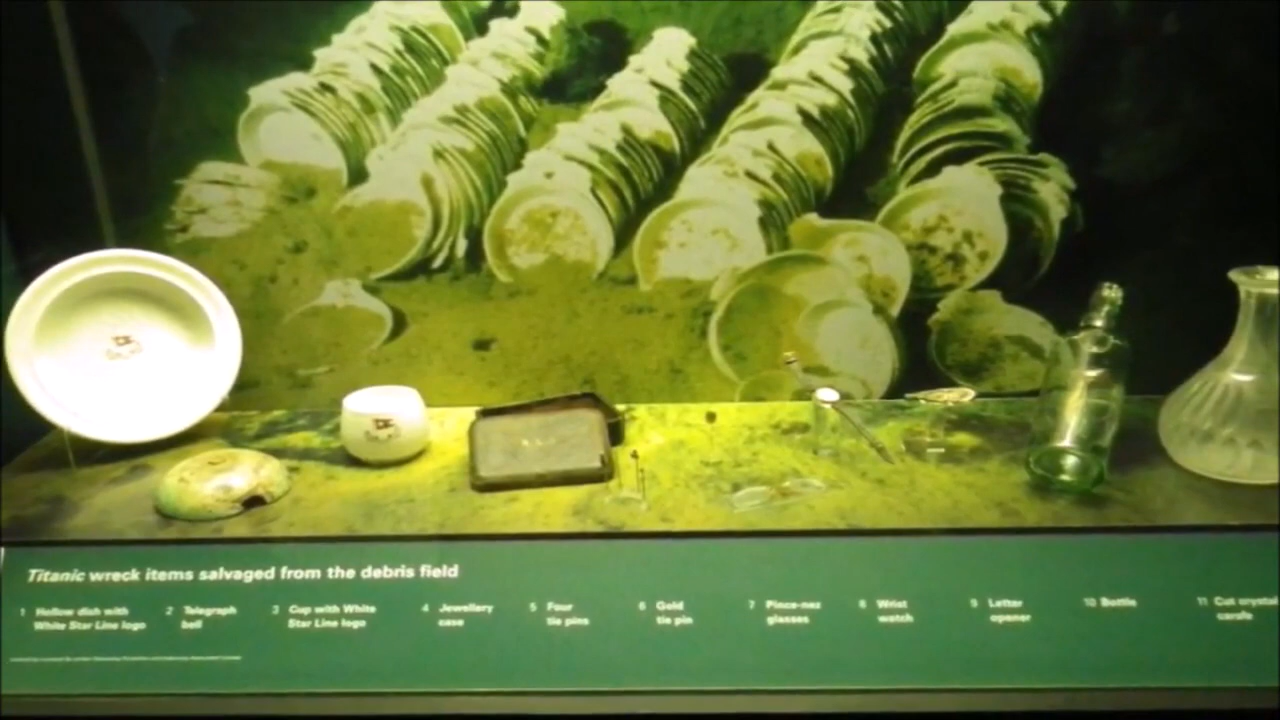 Titanic wreck items salvaged from the debris field
1 Hollow dish with
White Star Line logo
2 Telegraph
bell
3 Cup with White
Star Line logo
4 Jewellery
case
5 Four
tie pins
6 Gold
tie pin
7 Pince-nez
glasses
8 Wrist
watch
9 Letter
opener
10 Bottle
11 Cut crystal
carafe